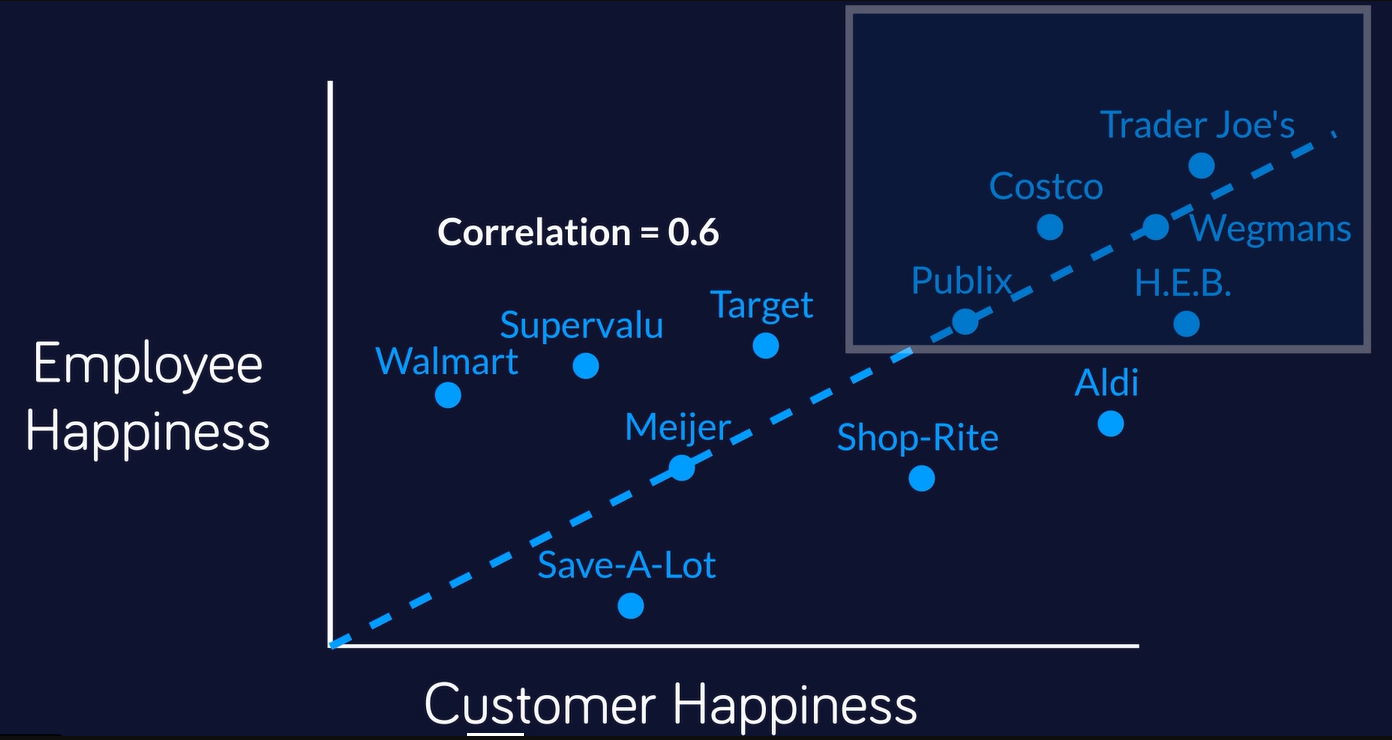 Trader Joe's
Costco
Correlation = 0.6
Wegmans
Publix
H.E.B.
Target
Supervalu
Walmart
Employee
Happiness
Aldi
Meijer
Shop-Rite
Save-A-Lot
Customer Happiness